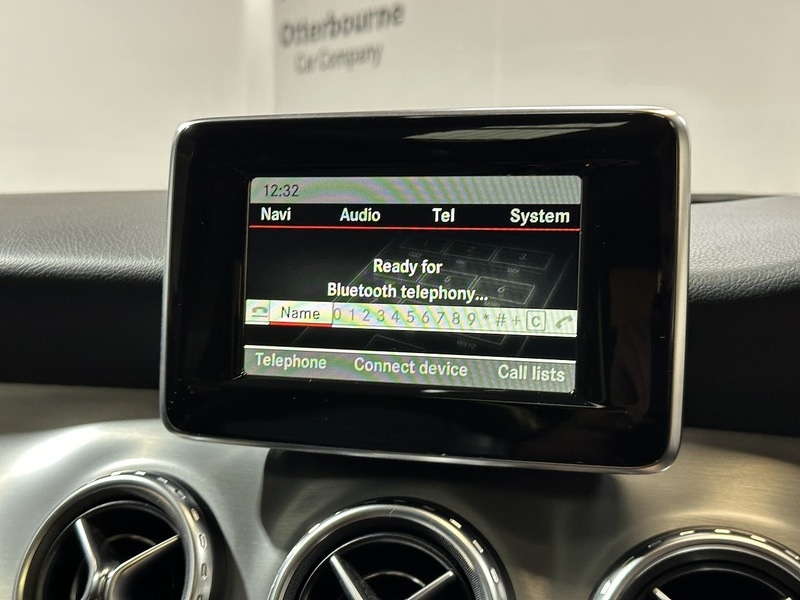 Otterbourne
Car Company
12:32
Navi Audio Tel System
Ready for
Bluetooth telephony...
Name 0 1 2 3 4 5 6 7 8 9 * # + C
Telephone Connect device Call lists